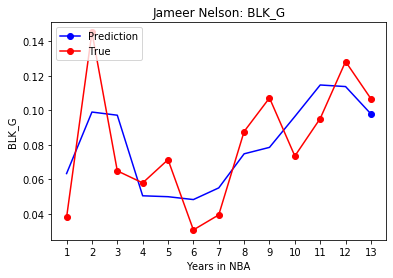 Jameer Nelson: BLK_G
Prediction
True
0.14
0.12
0.10
0.08
0.06
0.04
BLK_G
1 2 3 4 5 6 7 8 9 10 11 12 13
Years in NBA